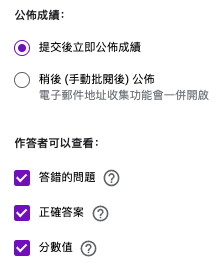 公佈成績：
提交後立即公佈成績
稍後 (手動批閱後) 公佈
電子郵件地址收集功能會一併開啟
作答者可以查看：
答錯的問題
正確答案
分數值